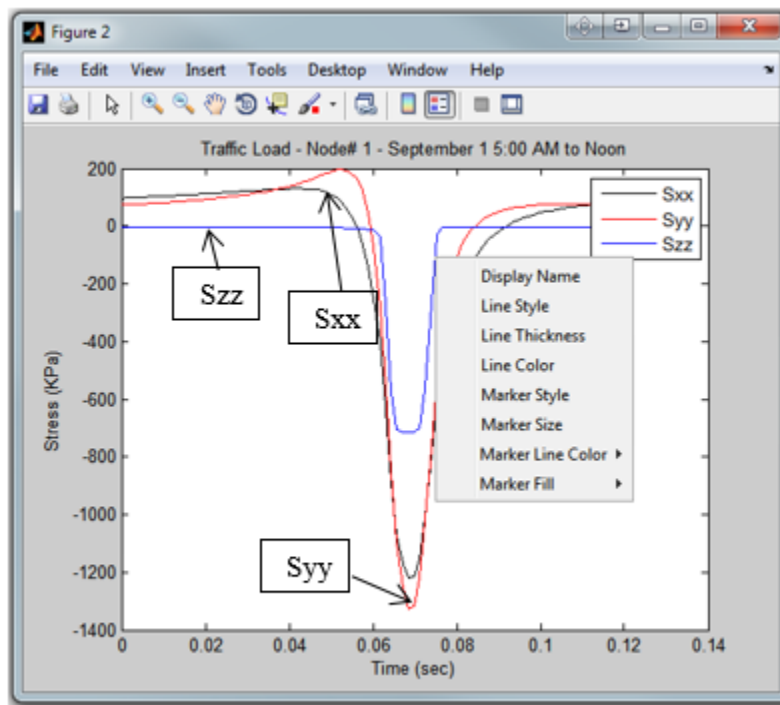 Figure 2
File Edit View Insert Tools Desktop Window Help
Traffic Load - Node# 1 - September 1 5:00 AM to Noon
200
0
-200
-400
-600
-800
-1000
-1200
-1400
Stress (KPa)
Sxx
Syy
Szz
Szz
Sxx
Syy
Display Name
Line Style
Line Thickness
Line Color
Marker Style
Marker Size
Marker Line Color
Marker Fill
0 0.02 0.04 0.06 0.08 0.1 0.12 0.14
Time (sec)